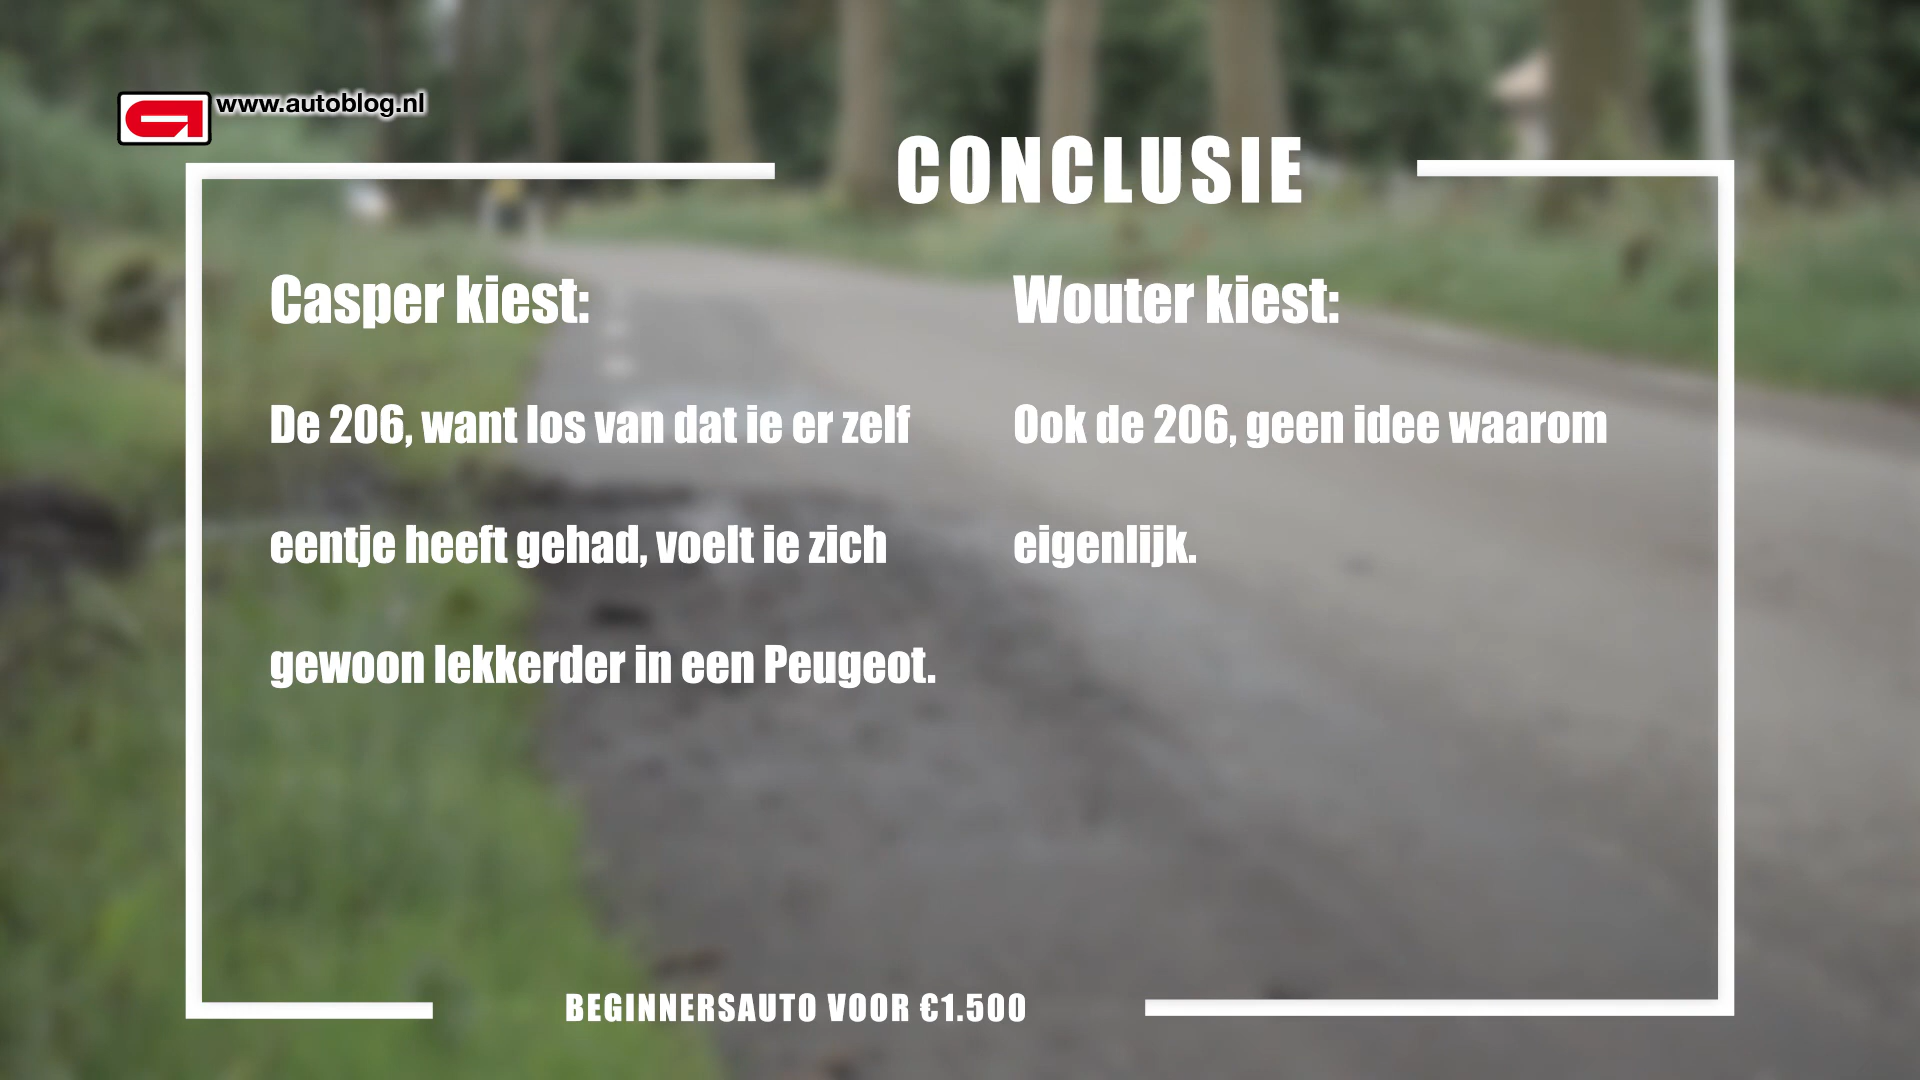 www.autoblog.nl
CONCLUSIE
Casper kiest:
De 206, want los van dat ie er zelf
eentje heeft gehad, voelt ie zich
gewoon lekkerder in een Peugeot.
Wouter kiest:
Ook de 206, geen idee waarom
eigenlijk.
BEGINNERSAUTO VOOR €1.500